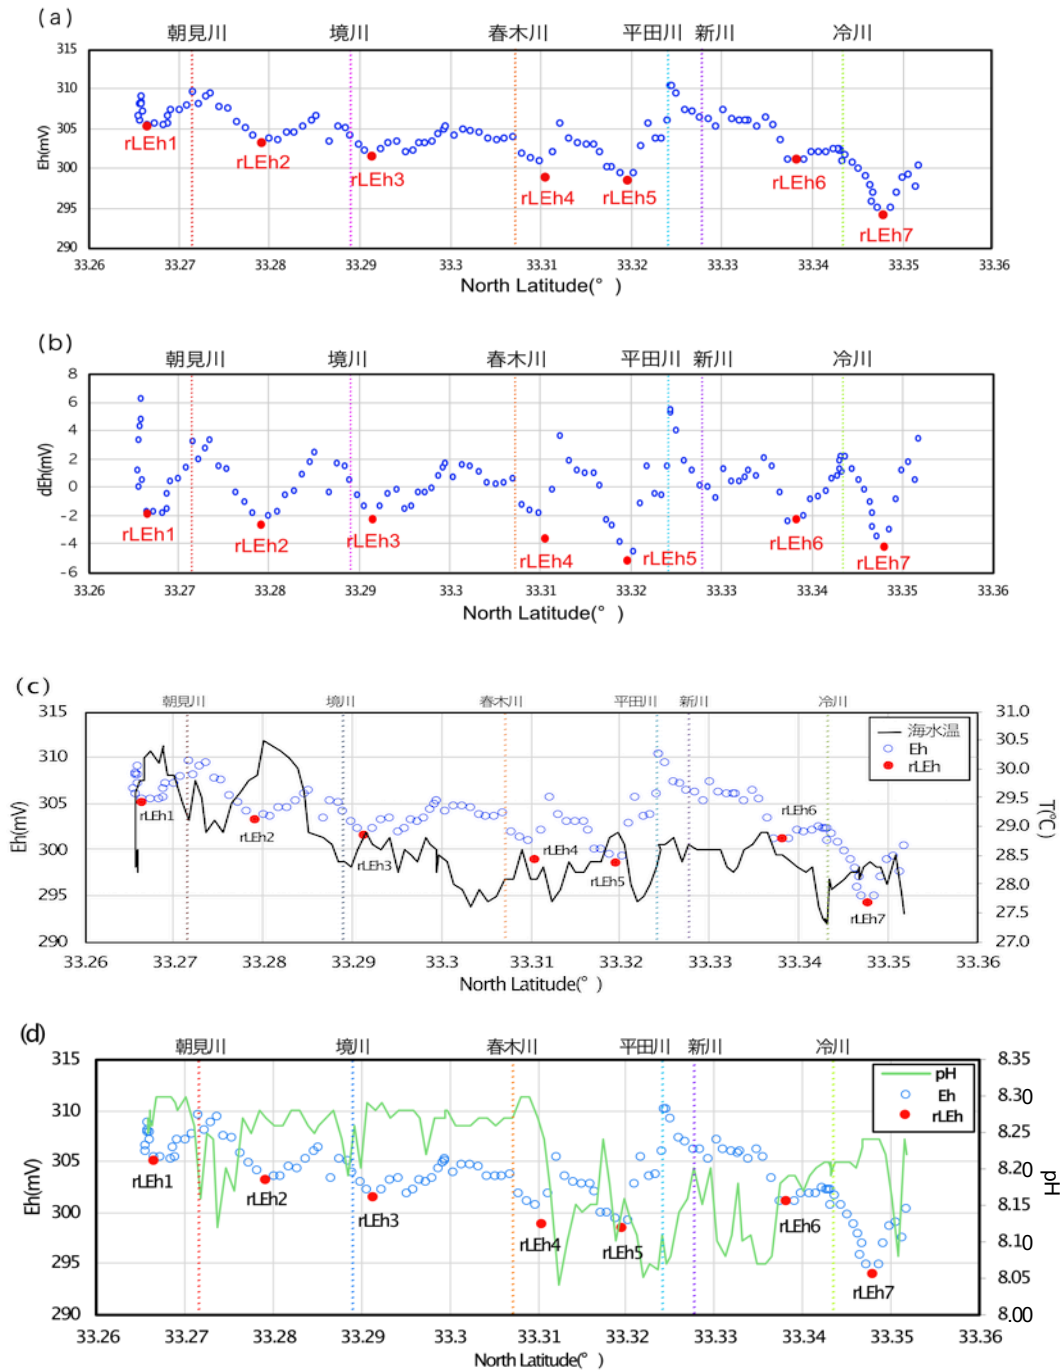 (a)
朝見川 境川 春木川 平田川 新川 冷川
315
310
305
300
295
290
Eh(mV)
rLEh1 rLEh2 rLEh3 rLEh4 rLEh5 rLEh6 rLEh7
33.26 33.27 33.28 33.29 33.3 33.31 33.32 33.33 33.34 33.35 33.36
North Latitude(°)
(b)
朝見川 境川 春木川 平田川 新川 冷川
8
6
4
2
0
-2
-4
-6
dEh(mV)
rLEh1 rLEh2 rLEh3 rLEh4 rLEh5 rLEh6 rLEh7
33.26 33.27 33.28 33.29 33.30 33.31 33.32 33.33 33.34 33.35 33.36
North Latitude(°)
(c)
朝見川 境川 春木川 平田川 新川 冷川
315
310
305
300
295
290
Eh(mV)
31.0
30.5
30.0
29.5
29.0
28.5
28.0
27.5
27.0
T(℃)
海水温
Eh
rLEh
rLEh1 rLEh2 rLEh3 rLEh4 rLEh5 rLEh6 rLEh7
33.26 33.27 33.28 33.29 33.3 33.31 33.32 33.33 33.34 33.35 33.36
North Latitude(°)
(d)
朝見川 境川 春木川 平田川 新川 冷川
315
310
305
300
295
290
Eh(mV)
8.35
8.30
8.25
8.20
8.15
8.10
8.05
8.00
pH
pH
Eh
rLEh
rLEh1 rLEh2 rLEh3 rLEh4 rLEh5 rLEh6 rLEh7
33.26 33.27 33.28 33.29 33.30 33.31 33.32 33.33 33.34 33.35 33.36
North Latitude(°)